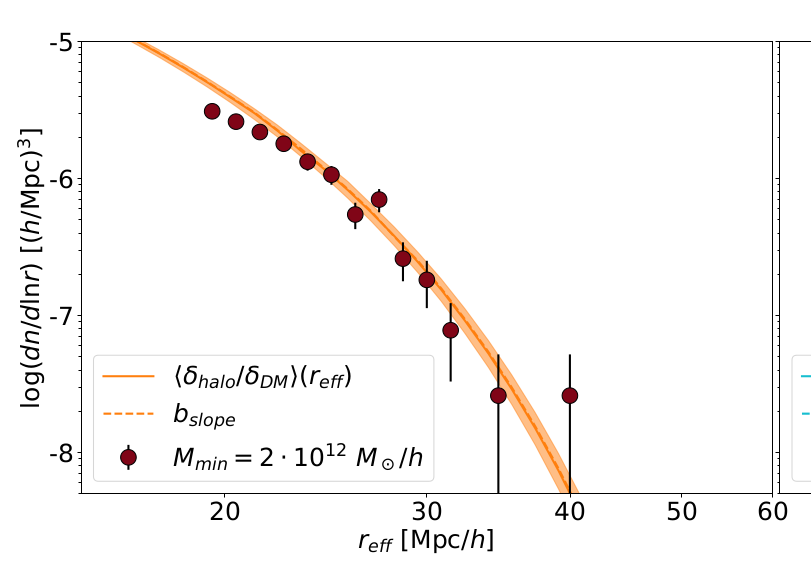 -5
-6
-7
-8
log(dn/dlnr) [(h/Mpc)³]
⟨δ_halo/δ_DM⟩(r_eff)
b_slope
M_min = 2 · 10¹² M_⊙/h
20 30 40 50 60
r_eff [Mpc/h]